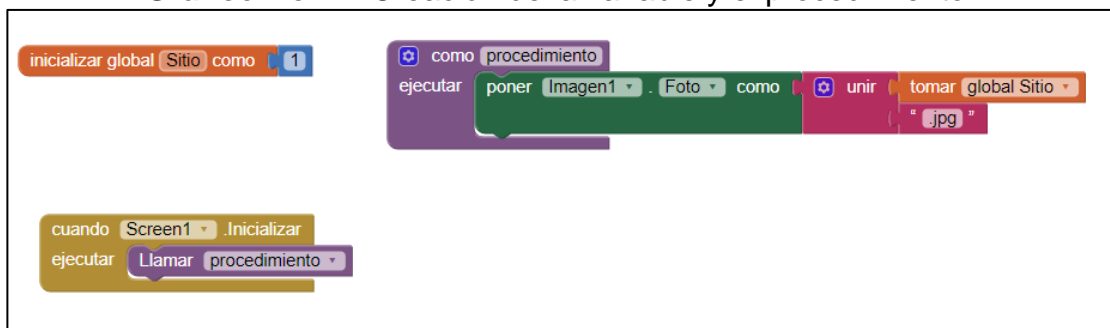 inicializar global Sitio como 1
como procedimiento
ejecutar poner Imagen1 . Foto como unir tomar global Sitio
" .jpg "
cuando Screen1 .Inicializar
ejecutar Llamar procedimiento